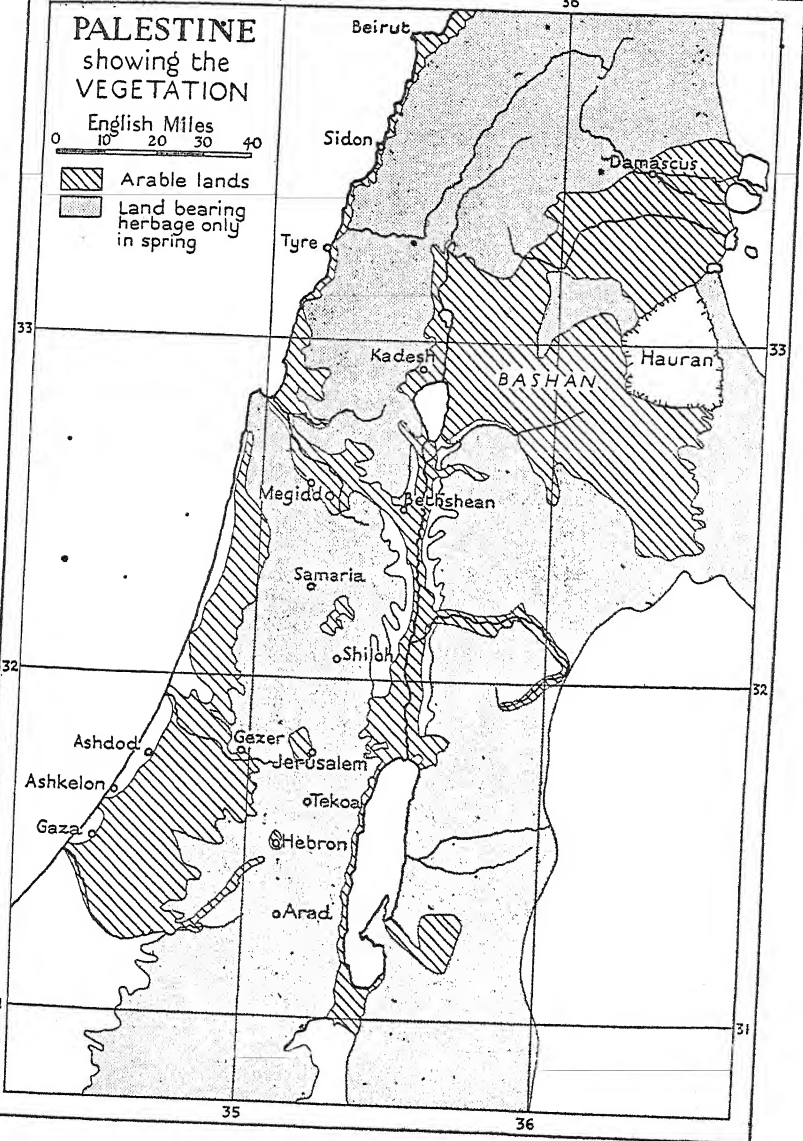 36
PALESTINE
showing the
VEGETATION
English Miles
0 10 20 30 40
Arable lands
Land bearing
herbage only
in spring
Beirut
Sidon
Damascus
Tyre
33
33
Kadesh
BASHAN
Hauran
Megiddo
Bethshean
Samaria
Shiloh
32
32
Ashdod
Gezer
Jerusalem
Ashkelon
Tekoa
Gaza
Hebron
Arad
31
35
36